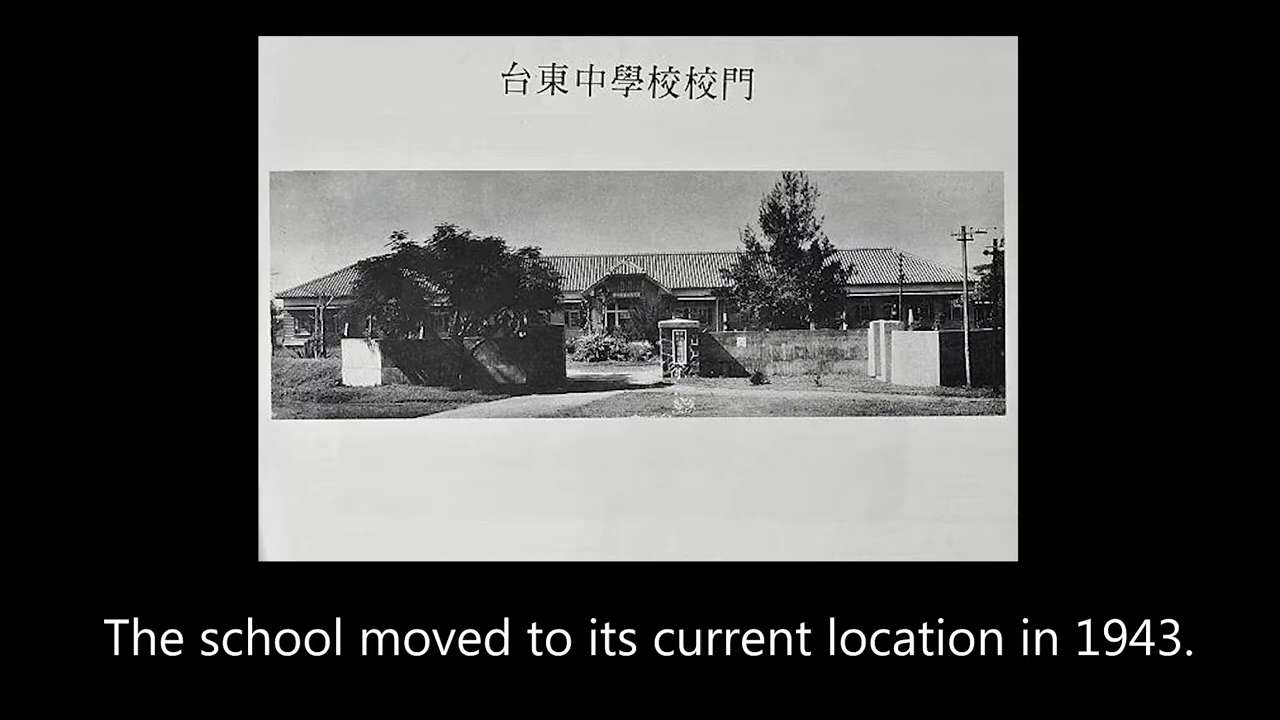 台東中學校校門
The school moved to its current location in 1943.